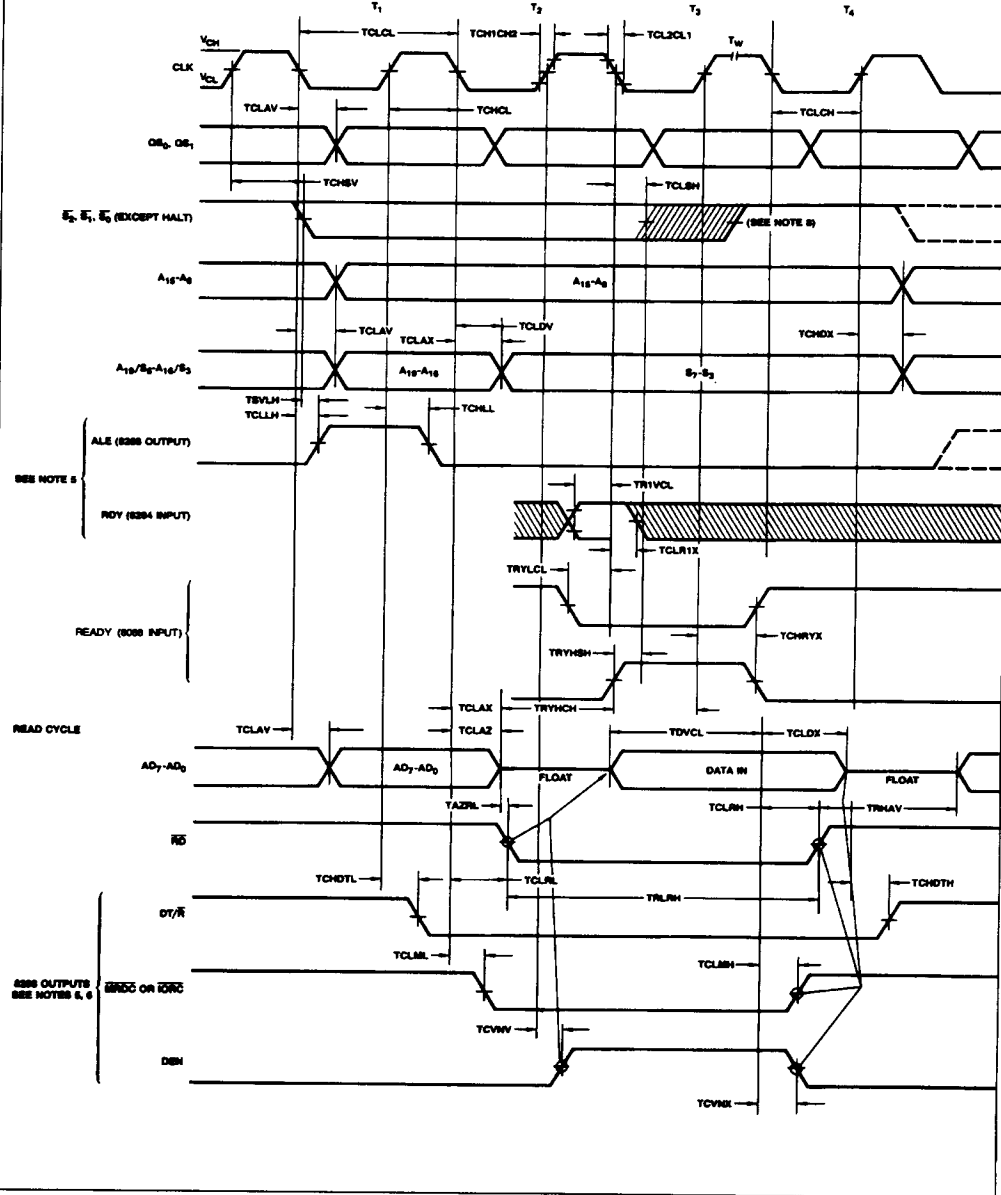 T1 T2 T3 T4
TCLCL TCH1CH2 TCL2CL1 TW
VCH
CLK
VCL
TCLAV TCHCL TCLCH
QS0, QS1
TCHSV TCLSH
S2, S1, S0 (EXCEPT HALT) (SEE NOTE 8)
A15-A8 A15-A8
TCLAV TCLDV TCHDX
TCLAX
A19/S6-A16/S3 A19-A16 S7-S3
TSVLH
TCLLH TCHLL
ALE (8288 OUTPUT)
SEE NOTE 5
TR1VCL
RDY (8284 INPUT)
TCLR1X
TRYLCL
READY (8088 INPUT)
TCHRYX
TRYHSH
TCLAX TRYHCH
READ CYCLE TCLAV TCLAZ TDVCL TCLDX
AD7-AD0 AD7-AD0 FLOAT DATA IN FLOAT
TAZRL TCLRH TRHAV
RD
TCHDTL TCLRL TRLRH TCHDTH
DT/R
TCLML TCLMH
8288 OUTPUTS
SEE NOTES 5, 6
MRDC OR IORC
TCVNV
DEN
TCVNX